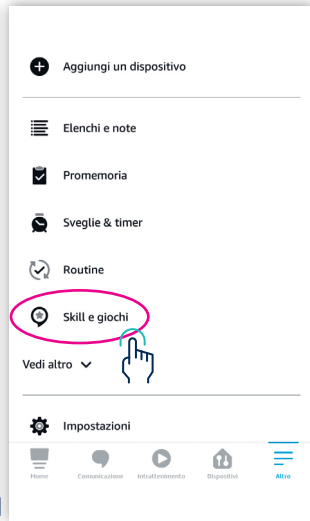 Aggiungi un dispositivo
Elenchi e note
Promemoria
Sveglie & timer
Routine
Skill e giochi
Vedi altro
Impostazioni
Home Comunicazione Intrattenimento Dispositivi Altro